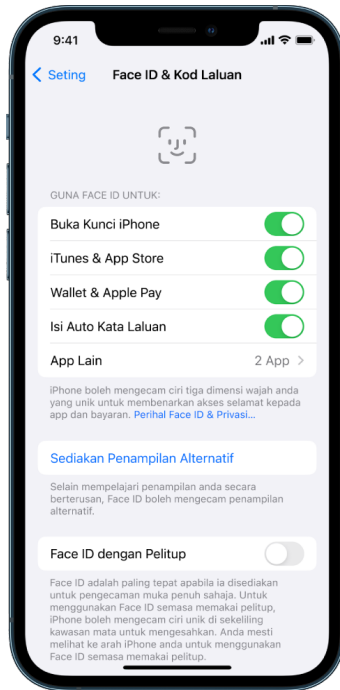 9:41
Seting
Face ID & Kod Laluan
GUNA FACE ID UNTUK:
Buka Kunci iPhone
iTunes & App Store
Wallet & Apple Pay
Isi Auto Kata Laluan
App Lain 2 App
iPhone boleh mengecam ciri tiga dimensi wajah anda
yang unik untuk membenarkan akses selamat kepada
app dan bayaran. Perihal Face ID & Privasi...
Sediakan Penampilan Alternatif
Selain mempelajari penampilan anda secara
berterusan, Face ID boleh mengecam penampilan
alternatif.
Face ID dengan Pelitup
Face ID adalah paling tepat apabila ia disediakan
untuk pengecaman muka penuh sahaja. Untuk
menggunakan Face ID semasa memakai pelitup,
iPhone boleh mengecam ciri unik di sekeliling
kawasan mata untuk mengesahkan. Anda mesti
melihat ke arah iPhone anda untuk menggunakan
Face ID semasa memakai pelitup.